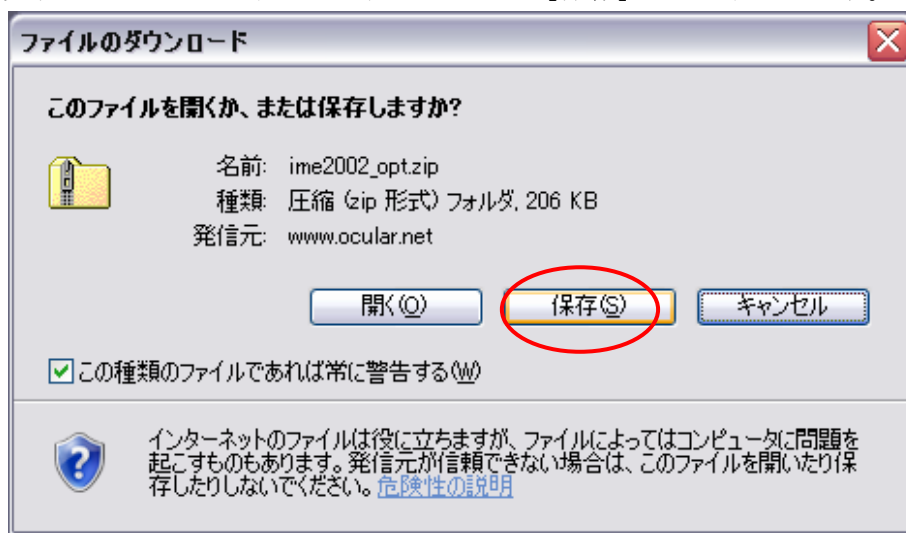 ファイルのダウンロード
このファイルを開くか、または保存しますか?
名前: ime2002_opt.zip
種類: 圧縮 (zip 形式) フォルダ, 206 KB
発信元: www.ocular.net
開く(O) 保存(S) キャンセル
この種類のファイルであれば常に警告する(W)
インターネットのファイルは役に立ちますが、ファイルによってはコンピュータに問題を
起こすものもあります。発信元が信頼できない場合は、このファイルを開いたり保
存したりしないでください。危険性の説明